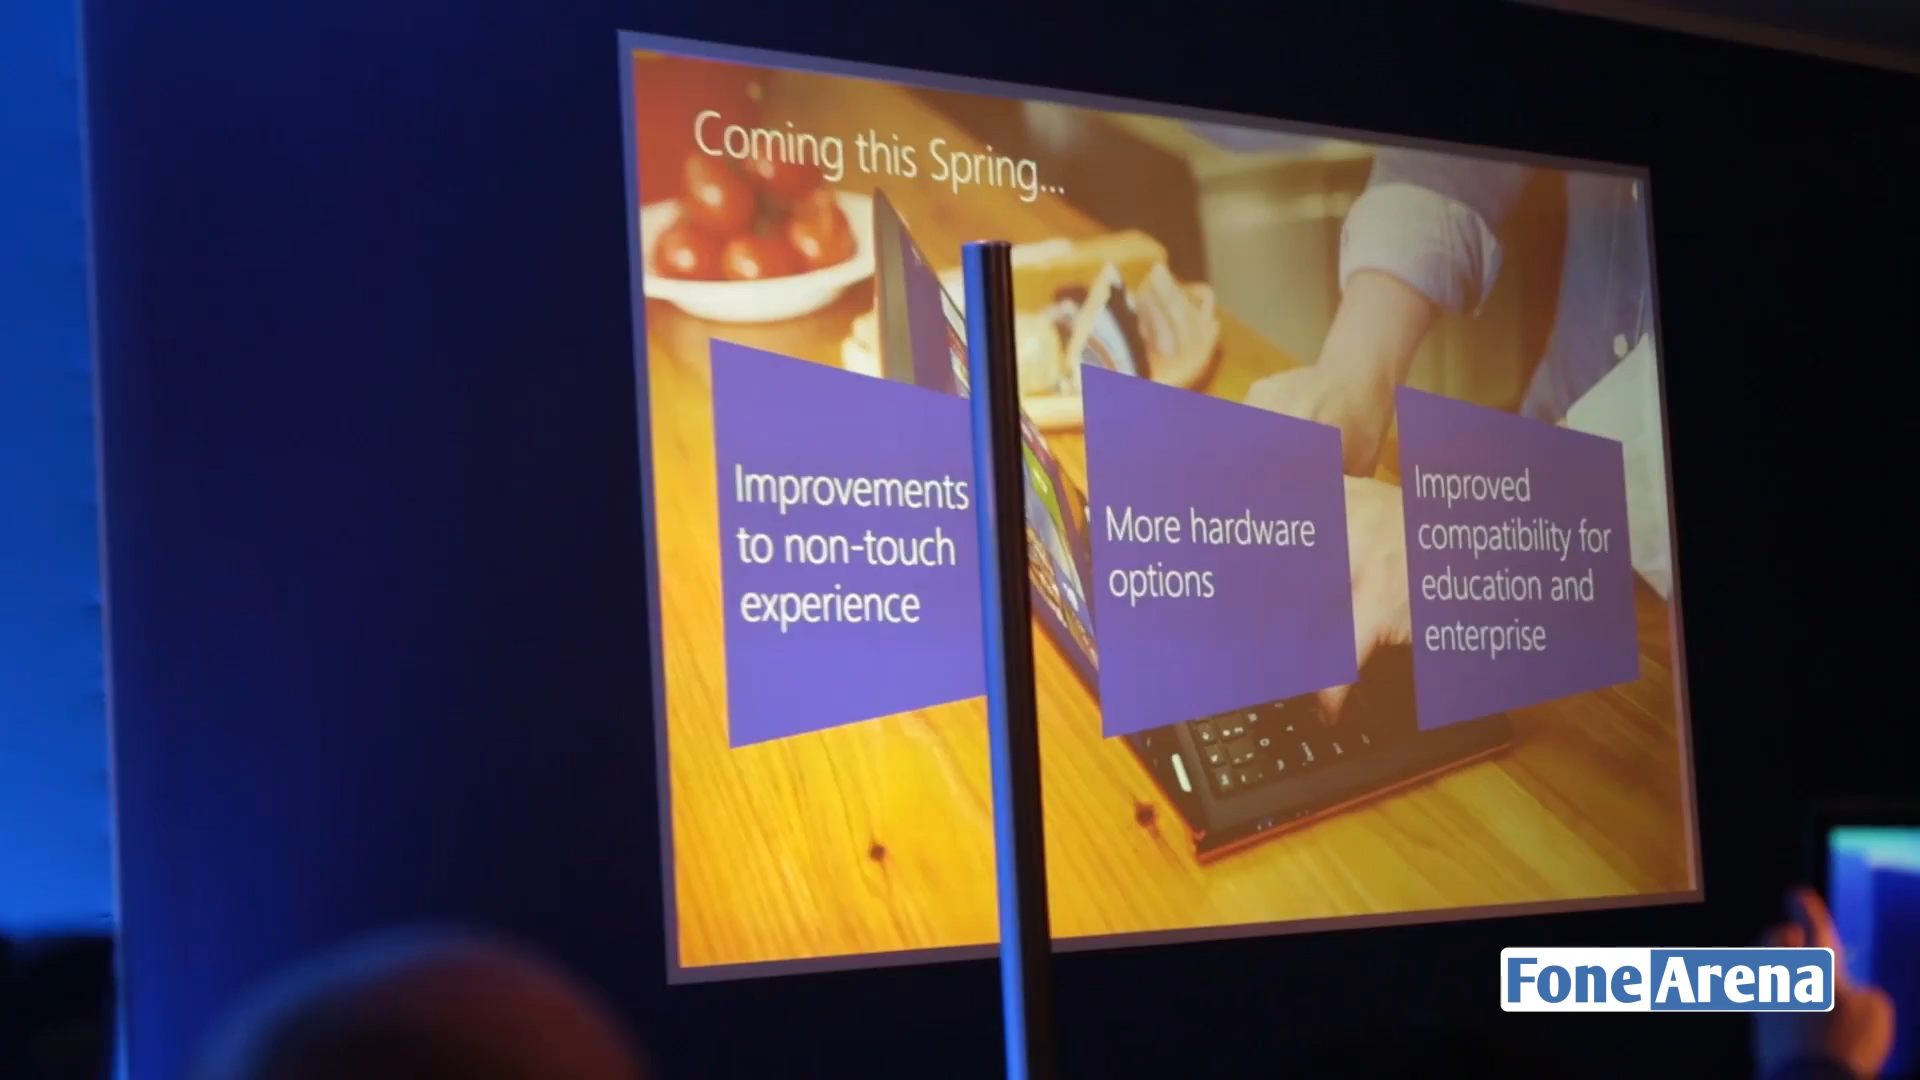 Coming this Spring...
Improvements
to non-touch
experience
More hardware
options
Improved
compatibility for
education and
enterprise
FoneArena